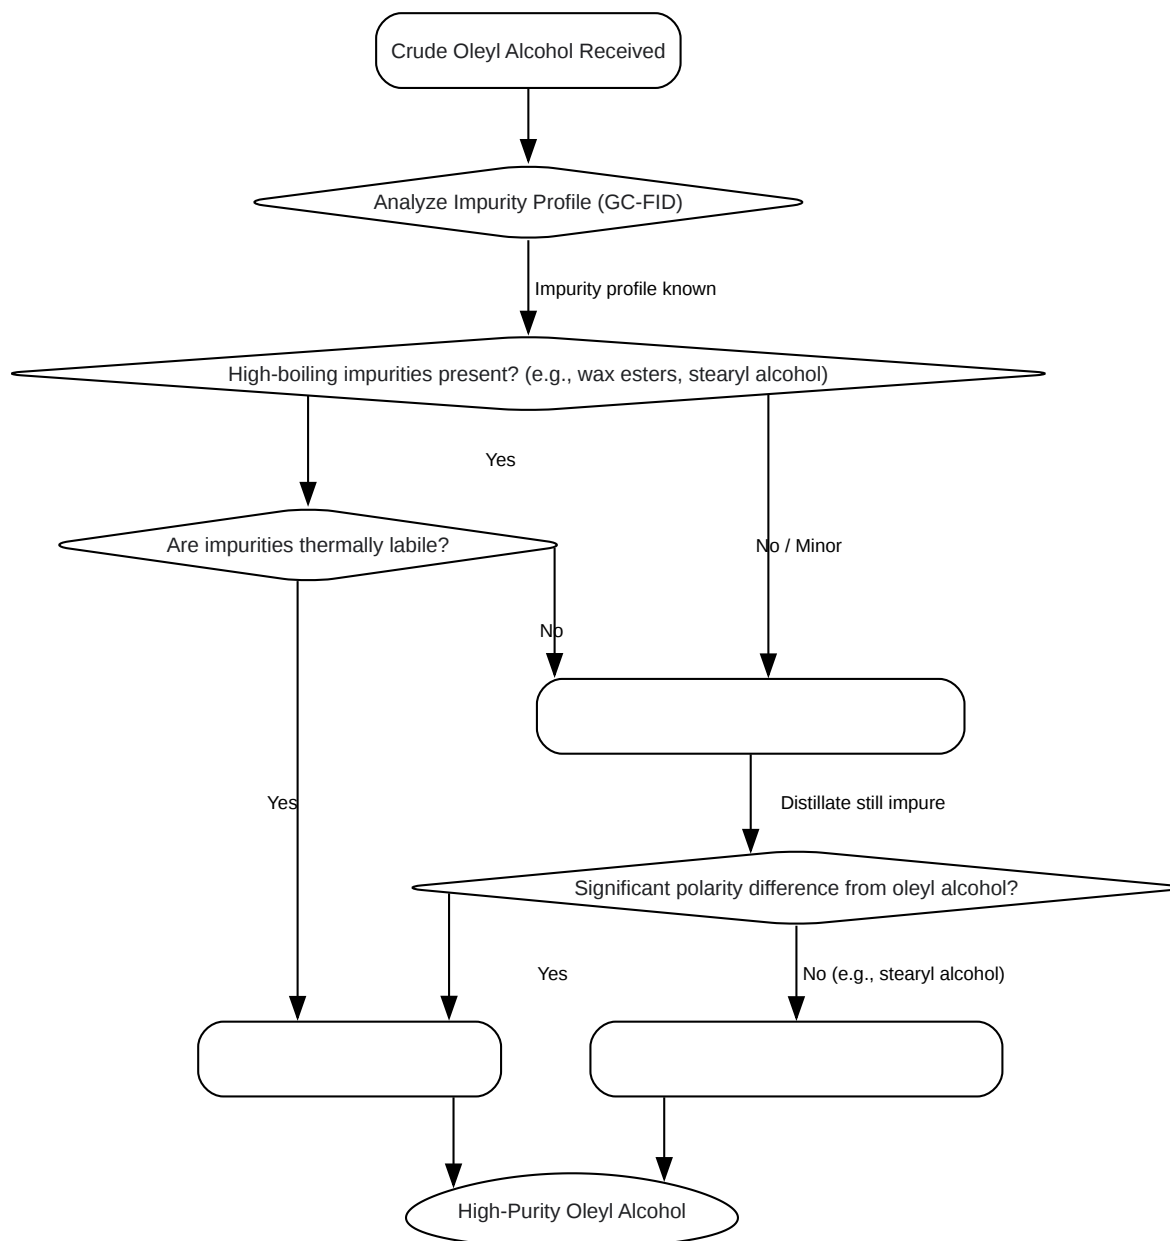 Crude Oleyl Alcohol Received
Analyze Impurity Profile (GC-FID)
Impurity profile known
High-boiling impurities present? (e.g., wax esters, stearyl alcohol)
Yes
Are impurities thermally labile?
No / Minor
No
Yes
Distillate still impure
Significant polarity difference from oleyl alcohol?
Yes
No (e.g., stearyl alcohol)
High-Purity Oleyl Alcohol